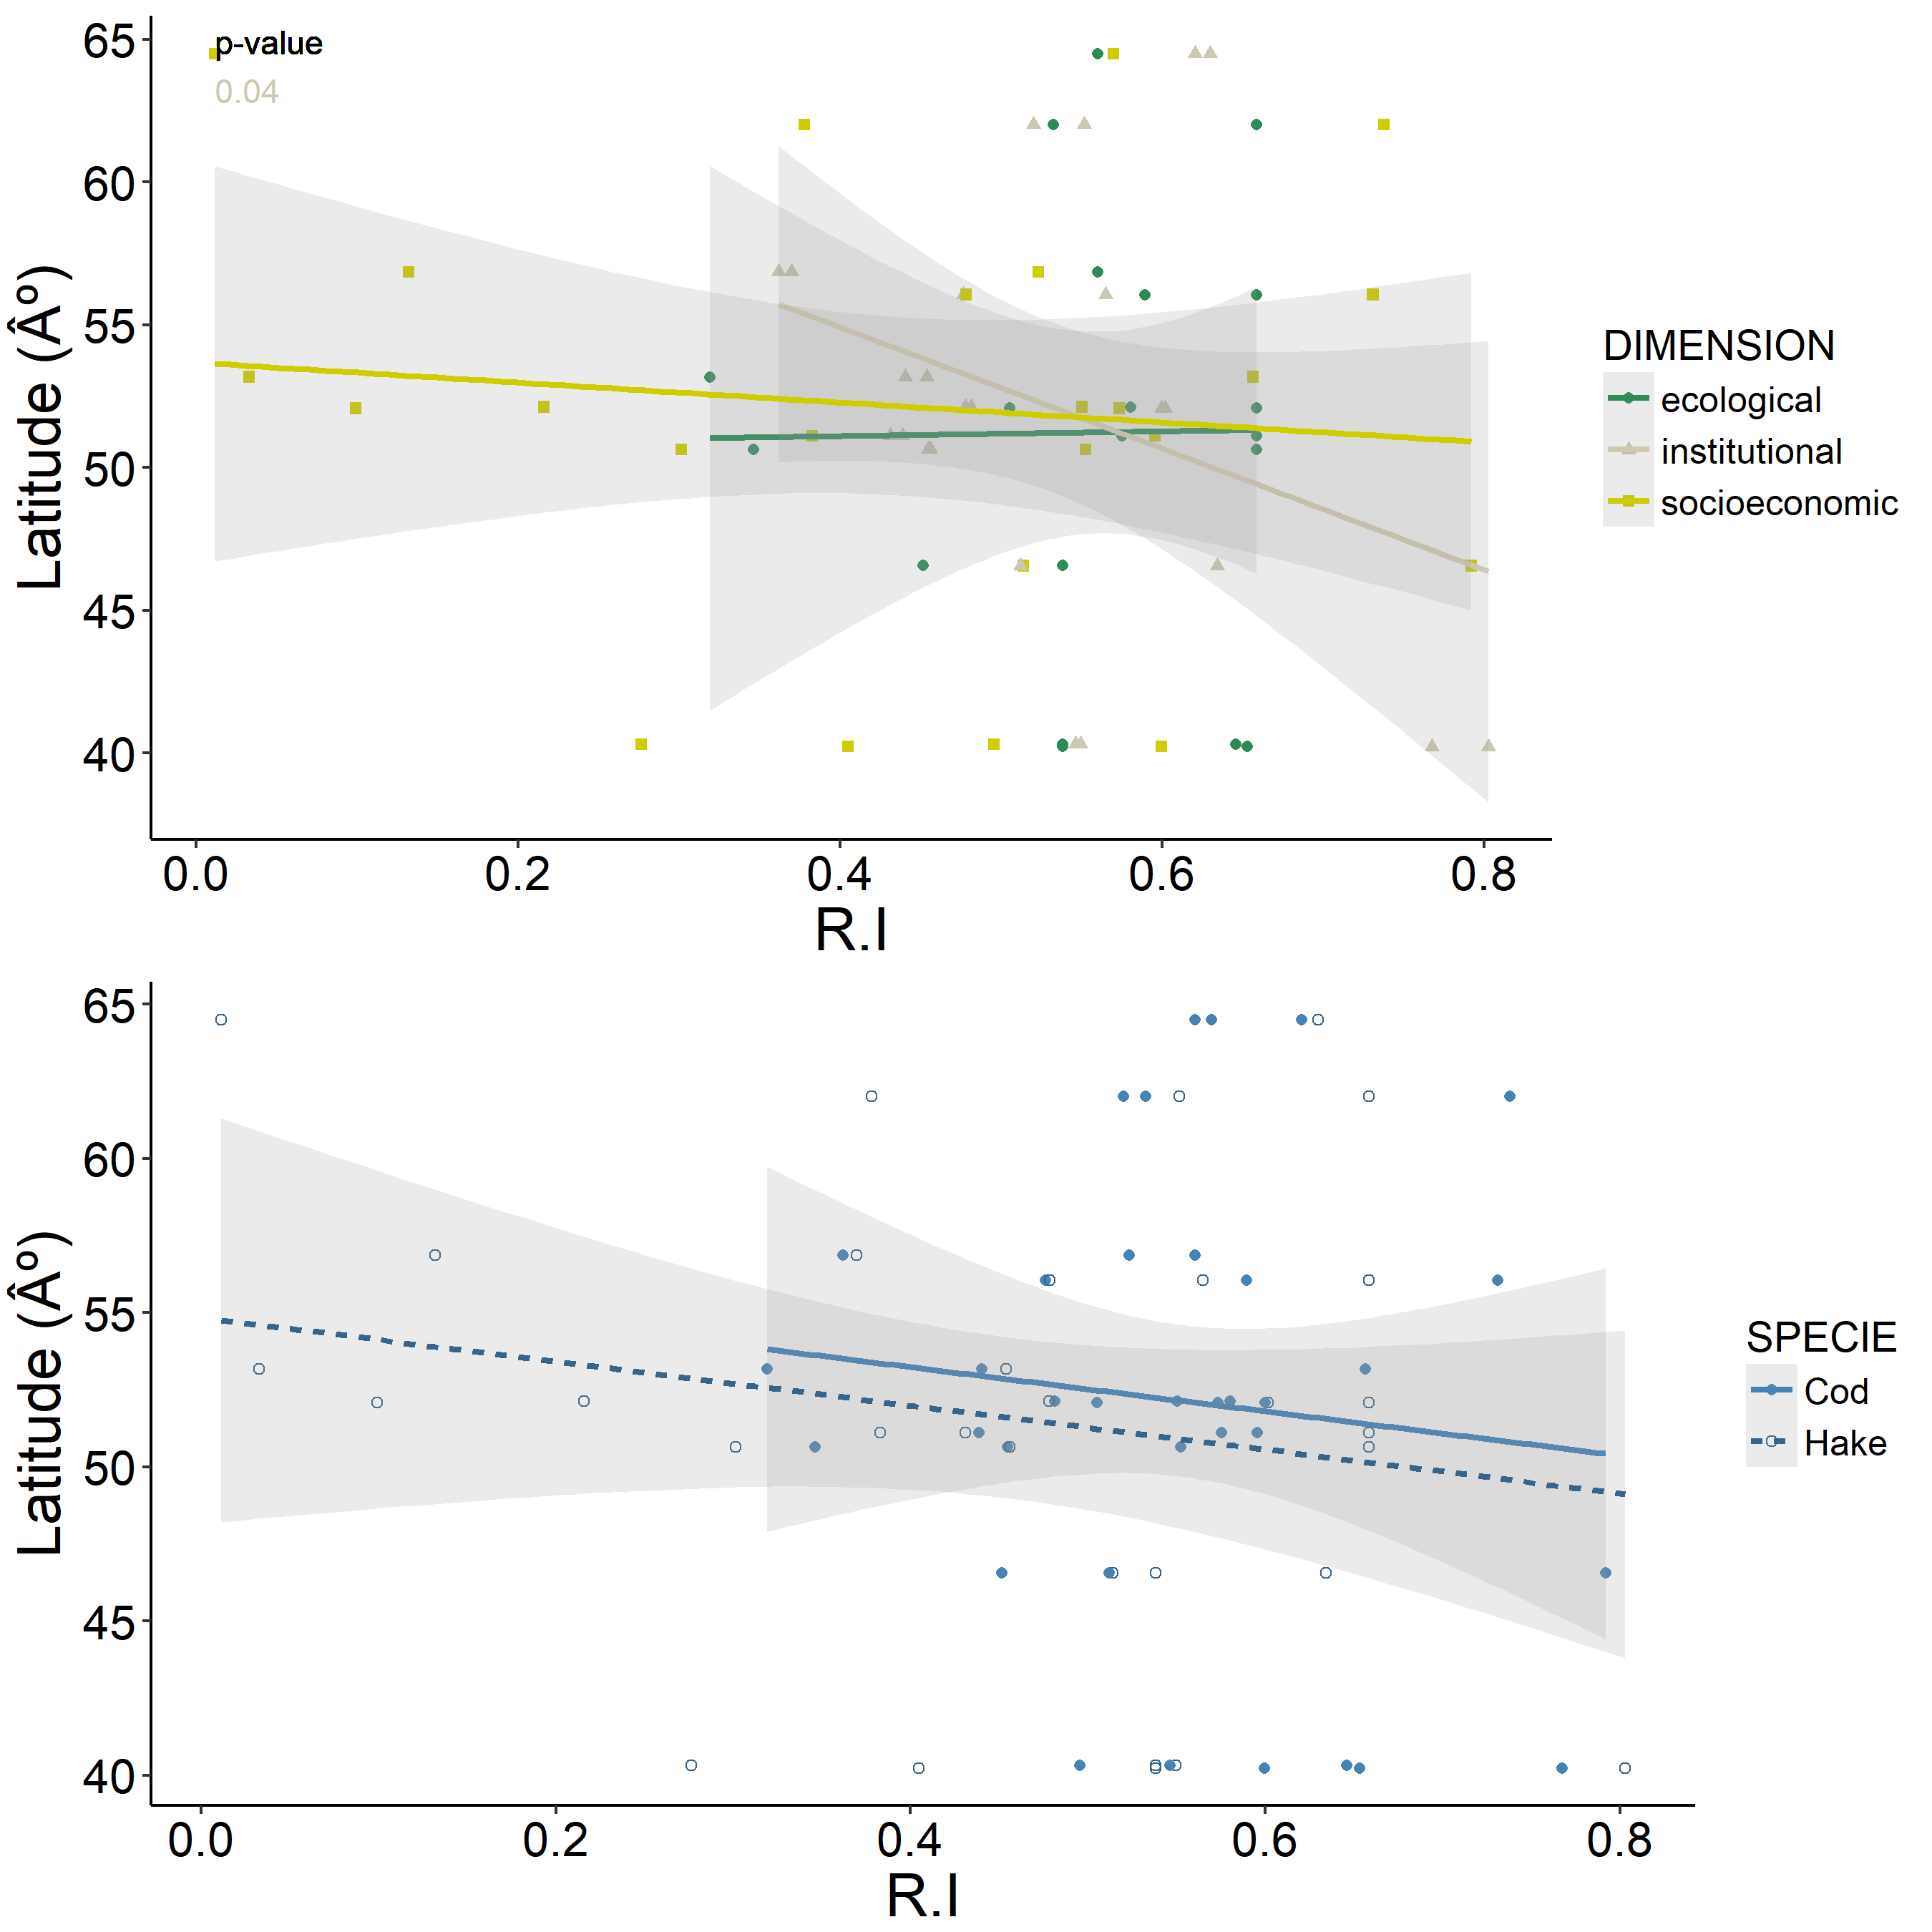 65
p-value
0.04
60
55
50
45
40
Latitude (Âº)
0.0 0.2 0.4 0.6 0.8
R.I
DIMENSION
ecological
institutional
socioeconomic
65
60
55
50
45
40
Latitude (Âº)
0.0 0.2 0.4 0.6 0.8
R.I
SPECIE
Cod
Hake